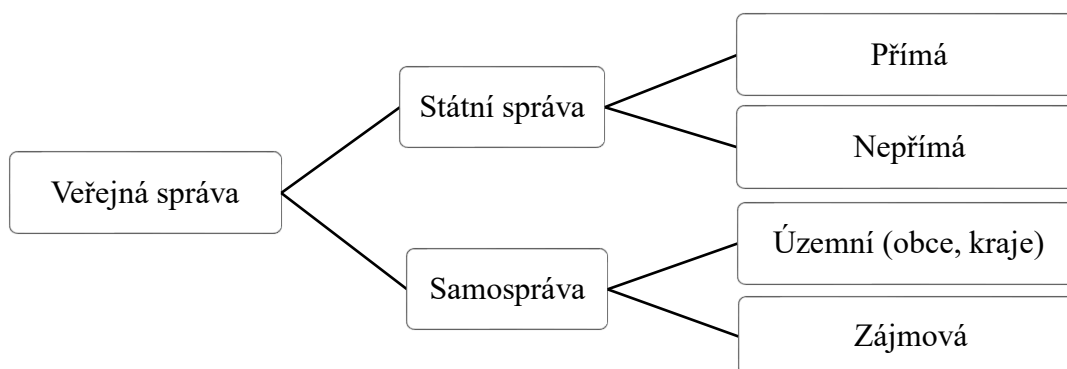 Veřejná správa
Státní správa
Přímá
Nepřímá
Samospráva
Územní (obce, kraje)
Zájmová